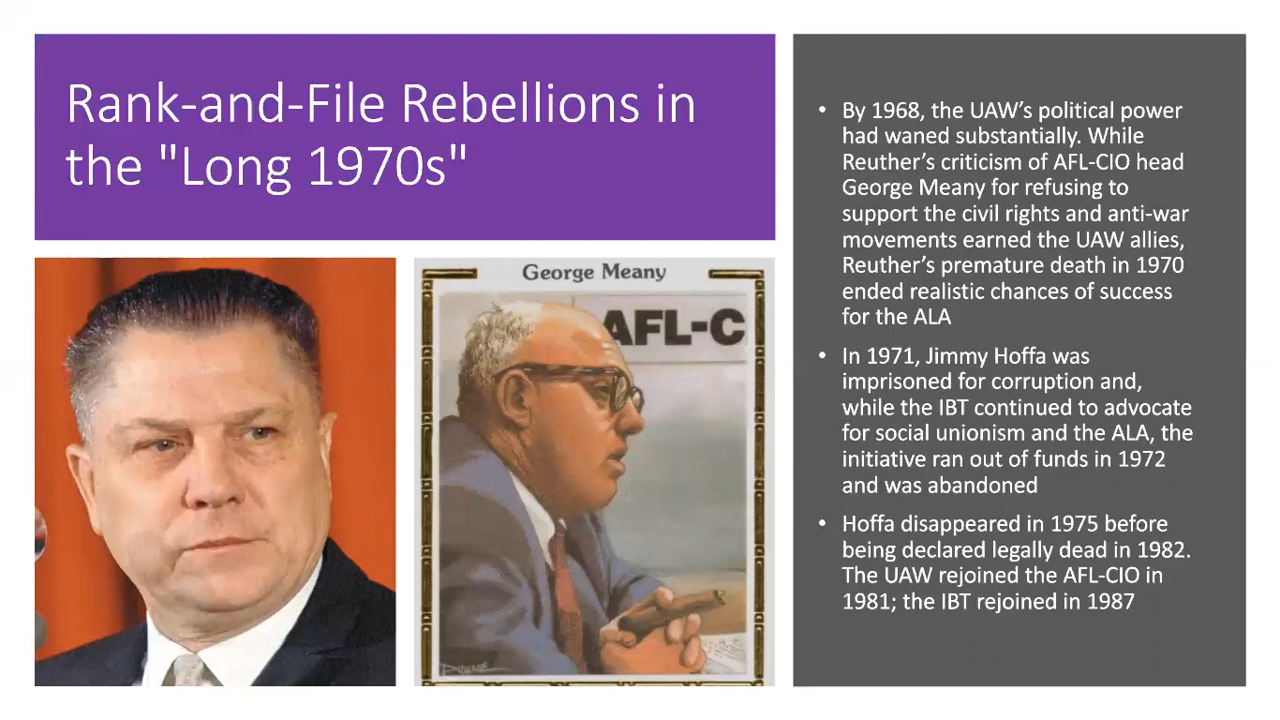 Rank-and-File Rebellions in
the "Long 1970s"
George Meany
AFL-C
• By 1968, the UAW’s political power
had waned substantially. While
Reuther’s criticism of AFL-CIO head
George Meany for refusing to
support the civil rights and anti-war
movements earned the UAW allies,
Reuther’s premature death in 1970
ended realistic chances of success
for the ALA
• In 1971, Jimmy Hoffa was
imprisoned for corruption and,
while the IBT continued to advocate
for social unionism and the ALA, the
initiative ran out of funds in 1972
and was abandoned
• Hoffa disappeared in 1975 before
being declared legally dead in 1982.
The UAW rejoined the AFL-CIO in
1981; the IBT rejoined in 1987